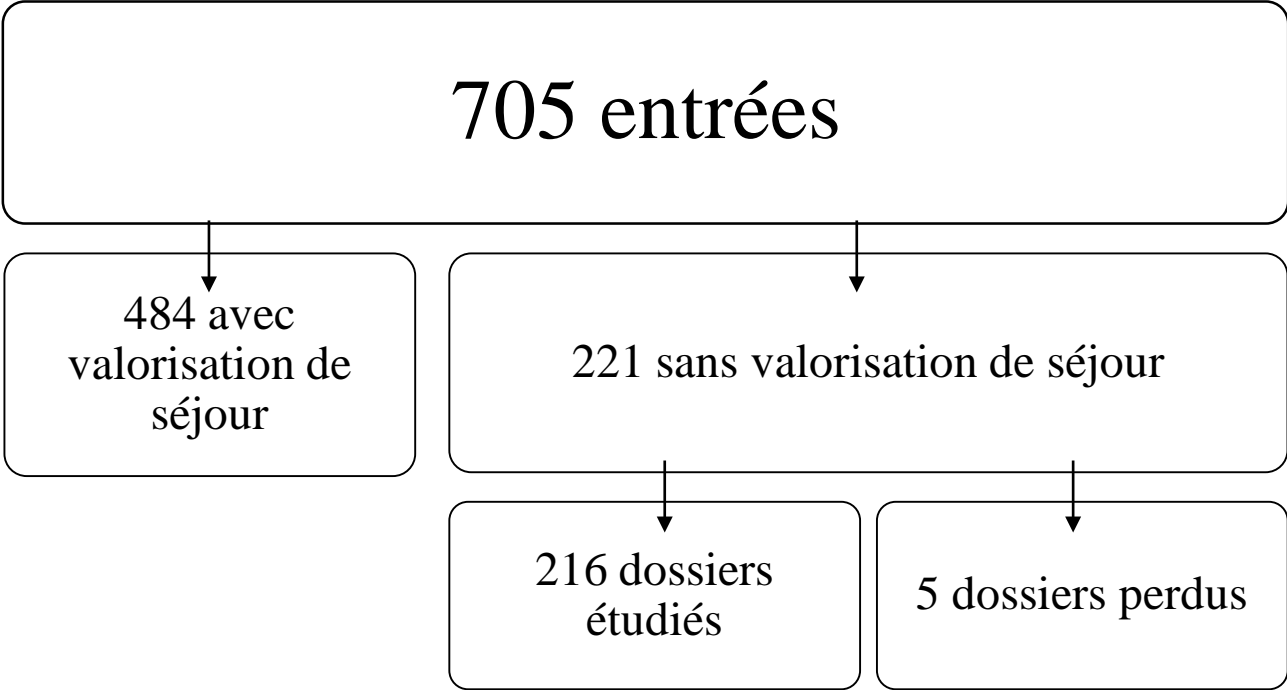 705 entrées
484 avec
valorisation de
séjour
221 sans valorisation de séjour
216 dossiers
étudiés
5 dossiers perdus